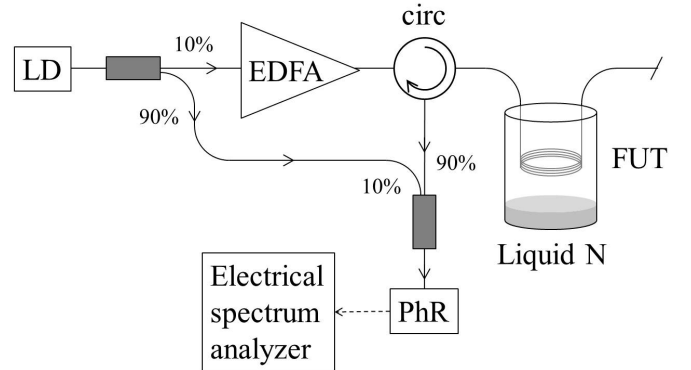 circ
10%
LD
EDFA
90%
90%
FUT
10%
Liquid N
Electrical
spectrum
analyzer
PhR